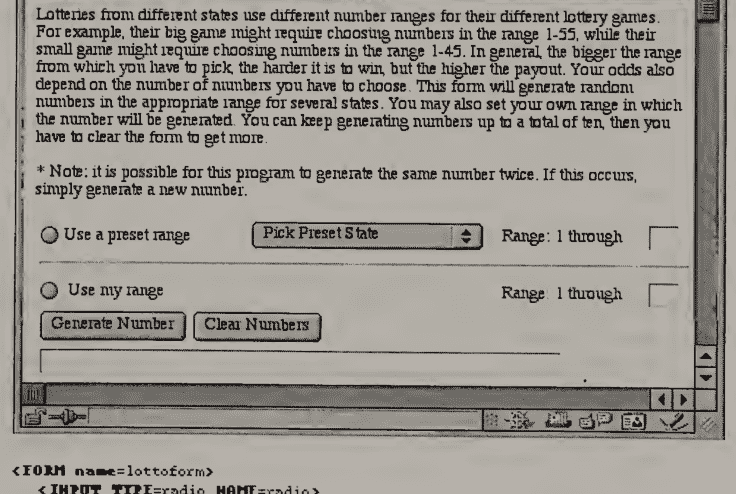 Lotteries from different states use different number ranges for their different lottery games.
For example, their big game might require choosing numbers in the range 1-55, while their
small game might require choosing numbers in the range 1-45. In general, the bigger the range
from which you have to pick, the harder it is to win, but the higher the payout. Your odds also
depend on the number of numbers you have to choose. This form will generate random
numbers in the appropriate range for several states. You may also set your own range in which
the number will be generated. You can keep generating numbers up to a total of ten, then you
have to clear the form to get more.
* Note: it is possible for this program to generate the same number twice. If this occurs,
simply generate a new number.
Use a preset range Pick Preset State Range: 1 through
Use my range Range: 1 through
Generate Number Clear Numbers
<FORM name=lottoform>
<INPUT TYPE=radio NAME=radio>